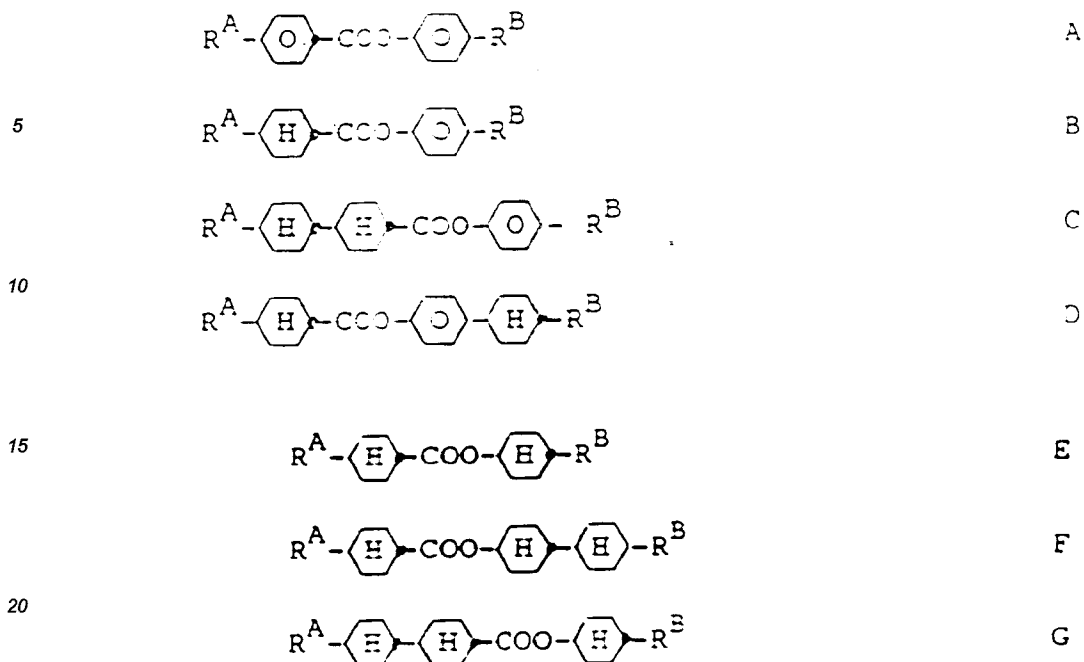 R^A-⟨O⟩-COO-⟨O⟩-R^B A
5 R^A-⟨H⟩-COO-⟨O⟩-R^B B
R^A-⟨H⟩-⟨H⟩-COO-⟨O⟩-R^B C
10
R^A-⟨H⟩-COO-⟨O⟩-⟨H⟩-R^B D
15 R^A-⟨H⟩-COO-⟨H⟩-R^B E
R^A-⟨H⟩-COO-⟨H⟩-⟨H⟩-R^B F
20
R^A-⟨H⟩-⟨H⟩-COO-⟨H⟩-R^B G